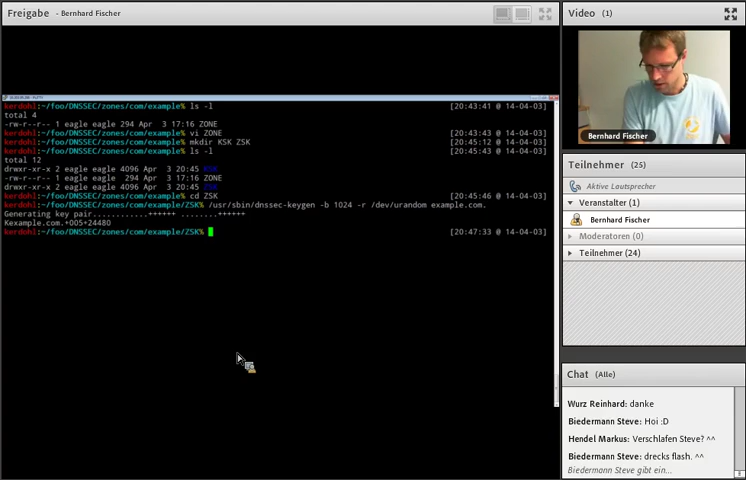 Freigabe - Bernhard Fischer
kerdohl:~/foo/DNSSEC/zones/com/example% ls -l [20:43:41 @ 14-04-03]
total 4
-rw-r--r-- 1 eagle eagle 294 Apr 3 17:16 ZONE
kerdohl:~/foo/DNSSEC/zones/com/example% vi ZONE [20:43:43 @ 14-04-03]
kerdohl:~/foo/DNSSEC/zones/com/example% mkdir KSK ZSK [20:45:12 @ 14-04-03]
kerdohl:~/foo/DNSSEC/zones/com/example% ls -l [20:45:43 @ 14-04-03]
total 12
drwxr-xr-x 2 eagle eagle 4096 Apr 3 20:45 KSK
-rw-r--r-- 1 eagle eagle 294 Apr 3 17:16 ZONE
drwxr-xr-x 2 eagle eagle 4096 Apr 3 20:45 ZSK
kerdohl:~/foo/DNSSEC/zones/com/example% cd ZSK [20:45:46 @ 14-04-03]
kerdohl:~/foo/DNSSEC/zones/com/example/ZSK% /usr/sbin/dnssec-keygen -b 1024 -r /dev/urandom example.com.
Generating key pair............++++++ ........++++++
Kexample.com.+005+24480
kerdohl:~/foo/DNSSEC/zones/com/example/ZSK% [20:47:33 @ 14-04-03]
Video (1)
Bernhard Fischer
Teilnehmer (25)
Aktive Lautsprecher
Veranstalter (1)
Bernhard Fischer
Moderatoren (0)
Teilnehmer (24)
Chat (Alle)
Wurz Reinhard: danke
Biedermann Steve: Hoi :D
Hendel Markus: Verschlafen Steve? ^^
Biedermann Steve: drecks flash. ^^
Biedermann Steve gibt ein...